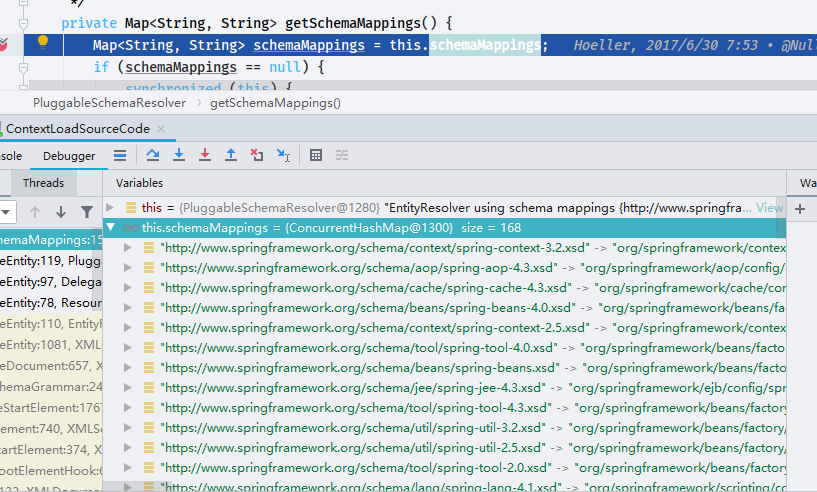 */
private Map<String, String> getSchemaMappings() {
Map<String, String> schemaMappings = this.schemaMappings; Hoeller, 2017/6/30 7:53 • @Null
if (schemaMappings == null) {
synchronized (this) {
PluggableSchemaResolver > getSchemaMappings()
ContextLoadSourceCode ×
sole Debugger
Threads Variables Wa
this = {PluggableSchemaResolver@1280} "EntityResolver using schema mappings {http://www.springfra... View
hemaMappings:15 this.schemaMappings = {ConcurrentHashMap@1300} size = 168
"http://www.springframework.org/schema/context/spring-context-3.2.xsd" -> "org/springframework/contex
eEntity:119, Plugg "https://www.springframework.org/schema/aop/spring-aop-4.3.xsd" -> "org/springframework/aop/config/
eEntity:97, Delega "https://www.springframework.org/schema/cache/spring-cache-4.3.xsd" -> "org/springframework/cache/con
eEntity:78, Resour "http://www.springframework.org/schema/beans/spring-beans-4.0.xsd" -> "org/springframework/beans/fa
eEntity:110, EntityR "http://www.springframework.org/schema/context/spring-context-2.5.xsd" -> "org/springframework/contex
eEntity:1081, XML "https://www.springframework.org/schema/tool/spring-tool-4.0.xsd" -> "org/springframework/beans/facto
eDocument:657, X "https://www.springframework.org/schema/beans/spring-beans.xsd" -> "org/springframework/beans/fact
hemaGrammar:24 "https://www.springframework.org/schema/jee/spring-jee-4.3.xsd" -> "org/springframework/ejb/config/spr
eStartElement:1767 "http://www.springframework.org/schema/tool/spring-tool-4.3.xsd" -> "org/springframework/beans/factory
ement:740, XMLSc "http://www.springframework.org/schema/util/spring-util-3.2.xsd" -> "org/springframework/beans/factory/
artElement:374, X "http://www.springframework.org/schema/util/spring-util-2.5.xsd" -> "org/springframework/beans/factory/
ootElementHook:6 "http://www.springframework.org/schema/tool/spring-tool-2.0.xsd" -> "org/springframework/beans/factory
"https://www.springframework.org/schema/lang/spring-lang-4.1.xsd" -> "org/springframework/scripting/co